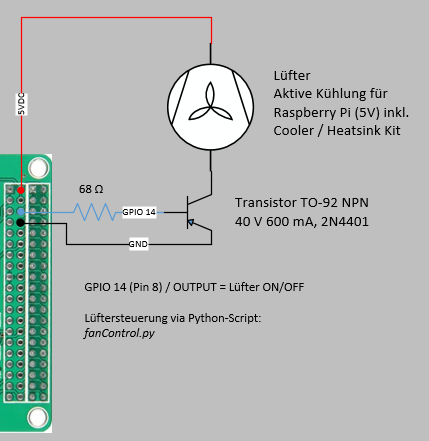 5VDC
Lüfter
Aktive Kühlung für
Raspberry Pi (5V) inkl.
Cooler / Heatsink Kit
68 Ω
GPIO 14
Transistor TO-92 NPN
40 V 600 mA, 2N4401
GND
GPIO 14 (Pin 8) / OUTPUT = Lüfter ON/OFF
Lüftersteuerung via Python-Script:
fanControl.py